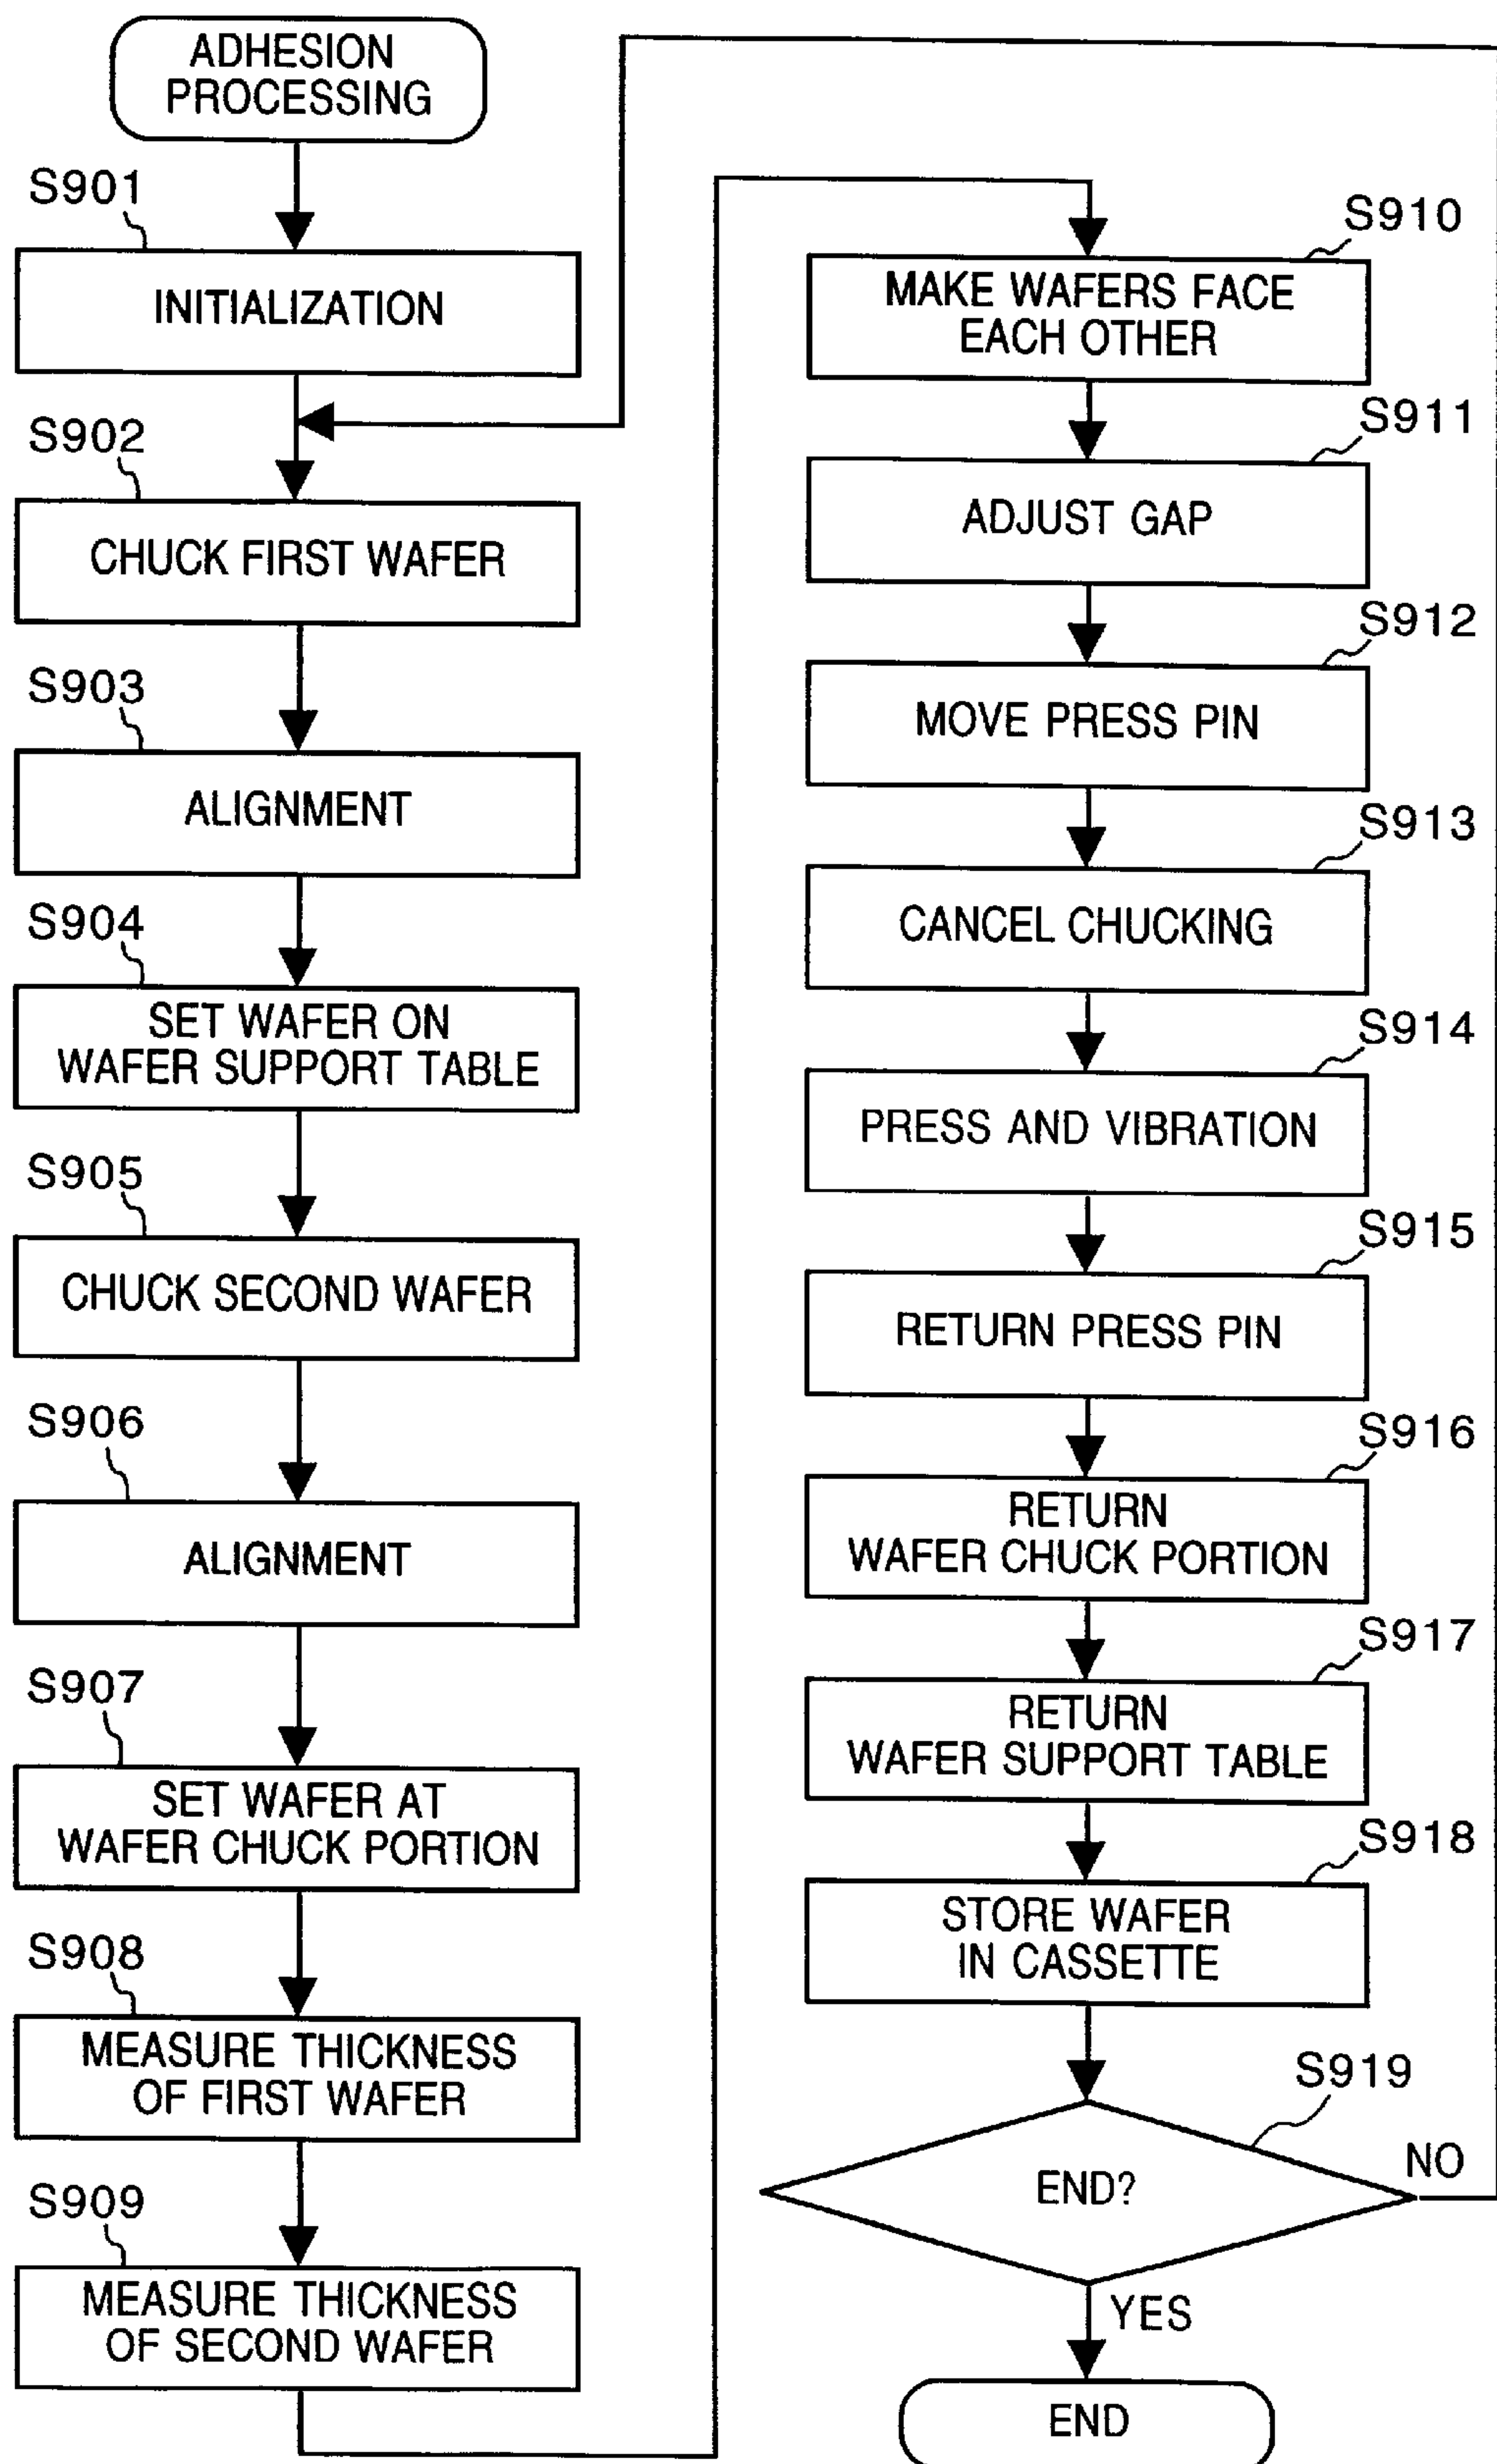 ADHESION
PROCESSING
S901
INITIALIZATION
S902
CHUCK FIRST WAFER
S903
ALIGNMENT
S904
SET WAFER ON
WAFER SUPPORT TABLE
S905
CHUCK SECOND WAFER
S906
ALIGNMENT
S907
SET WAFER AT
WAFER CHUCK PORTION
S908
MEASURE THICKNESS
OF FIRST WAFER
S909
MEASURE THICKNESS
OF SECOND WAFER
S910
MAKE WAFERS FACE
EACH OTHER
S911
ADJUST GAP
S912
MOVE PRESS PIN
S913
CANCEL CHUCKING
S914
PRESS AND VIBRATION
S915
RETURN PRESS PIN
S916
RETURN
WAFER CHUCK PORTION
S917
RETURN
WAFER SUPPORT TABLE
S918
STORE WAFER
IN CASSETTE
S919
END?
NO
YES
END